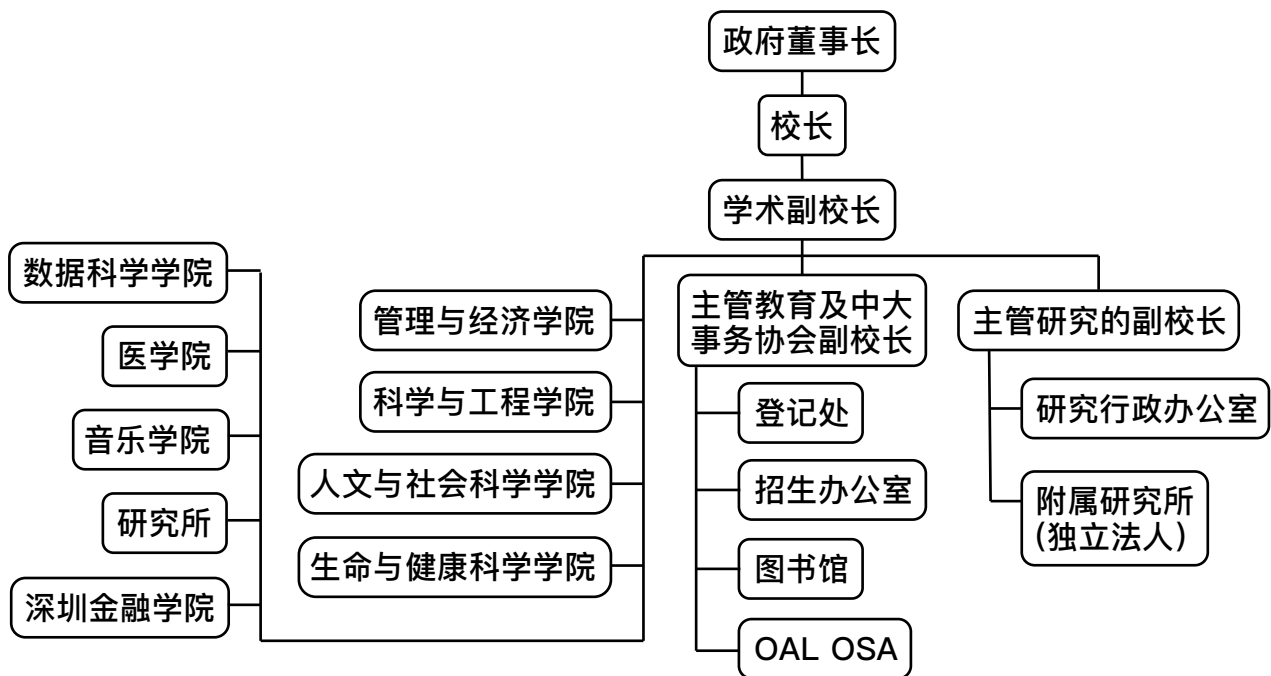 政府董事长
校长
学术副校长
数据科学学院
医学院
音乐学院
研究所
深圳金融学院
管理与经济学院
科学与工程学院
人文与社会科学学院
生命与健康科学学院
主管教育及中大
事务协会副校长
登记处
招生办公室
图书馆
OAL OSA
主管研究的副校长
研究行政办公室
附属研究所
(独立法人)